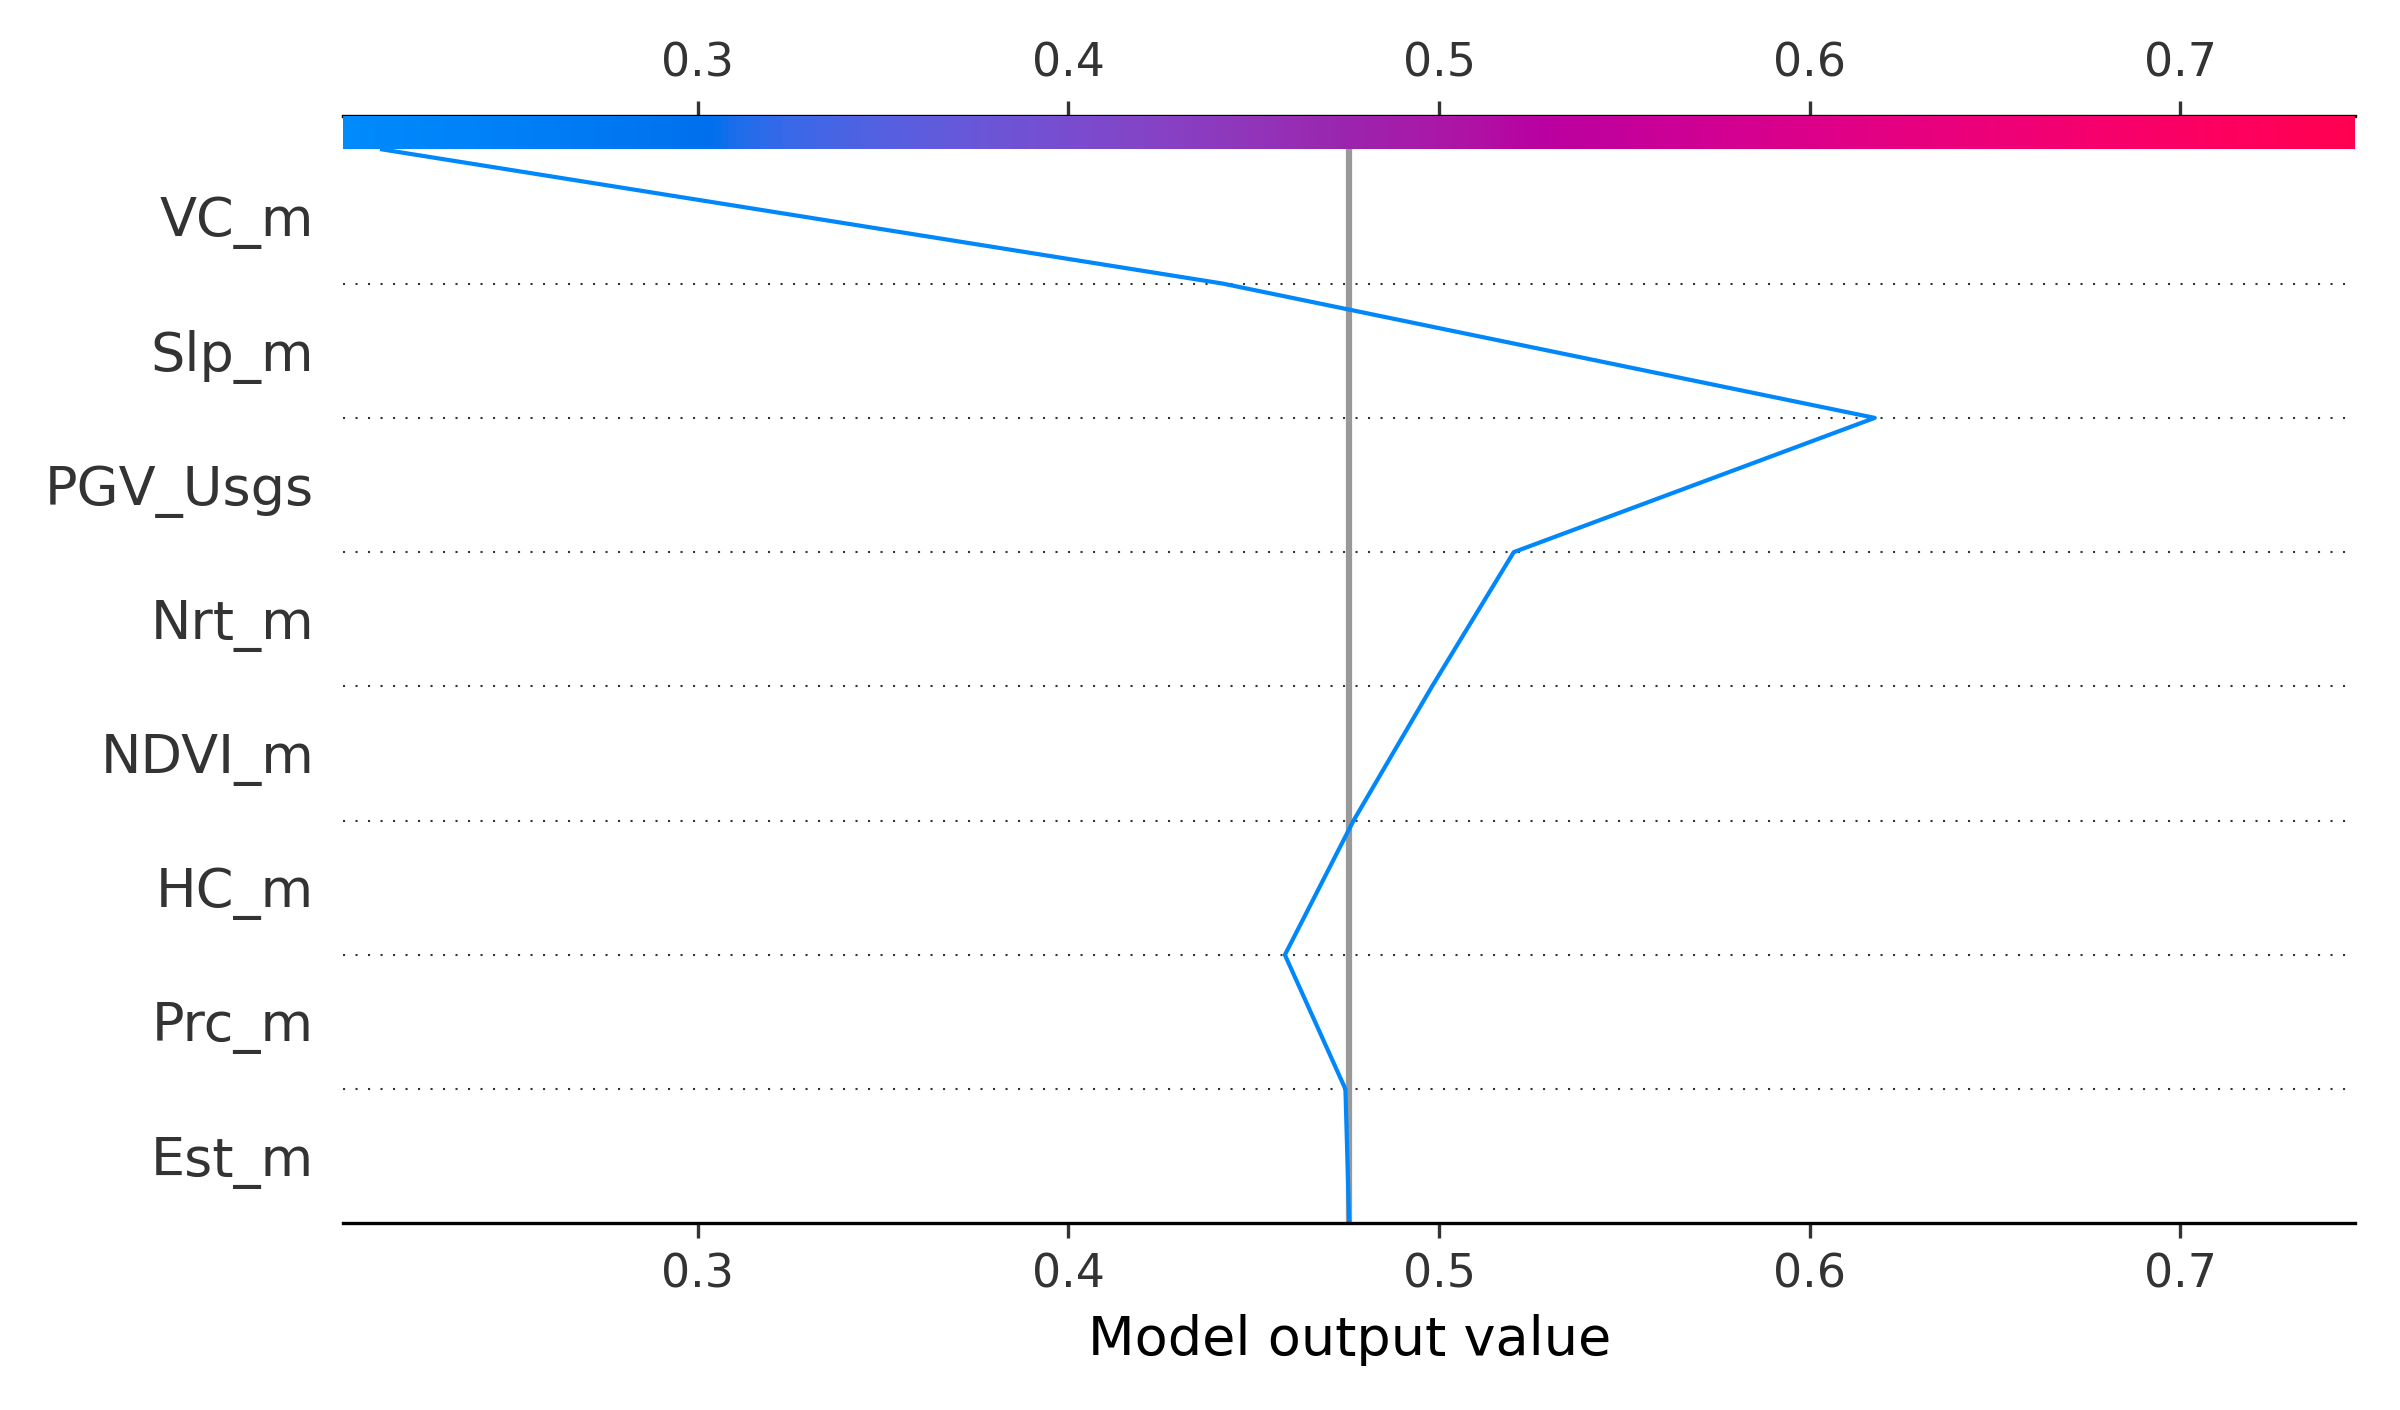 0.3 0.4 0.5 0.6 0.7
VC_m
Slp_m
PGV_Usgs
Nrt_m
NDVI_m
HC_m
Prc_m
Est_m
0.3 0.4 0.5 0.6 0.7
Model output value